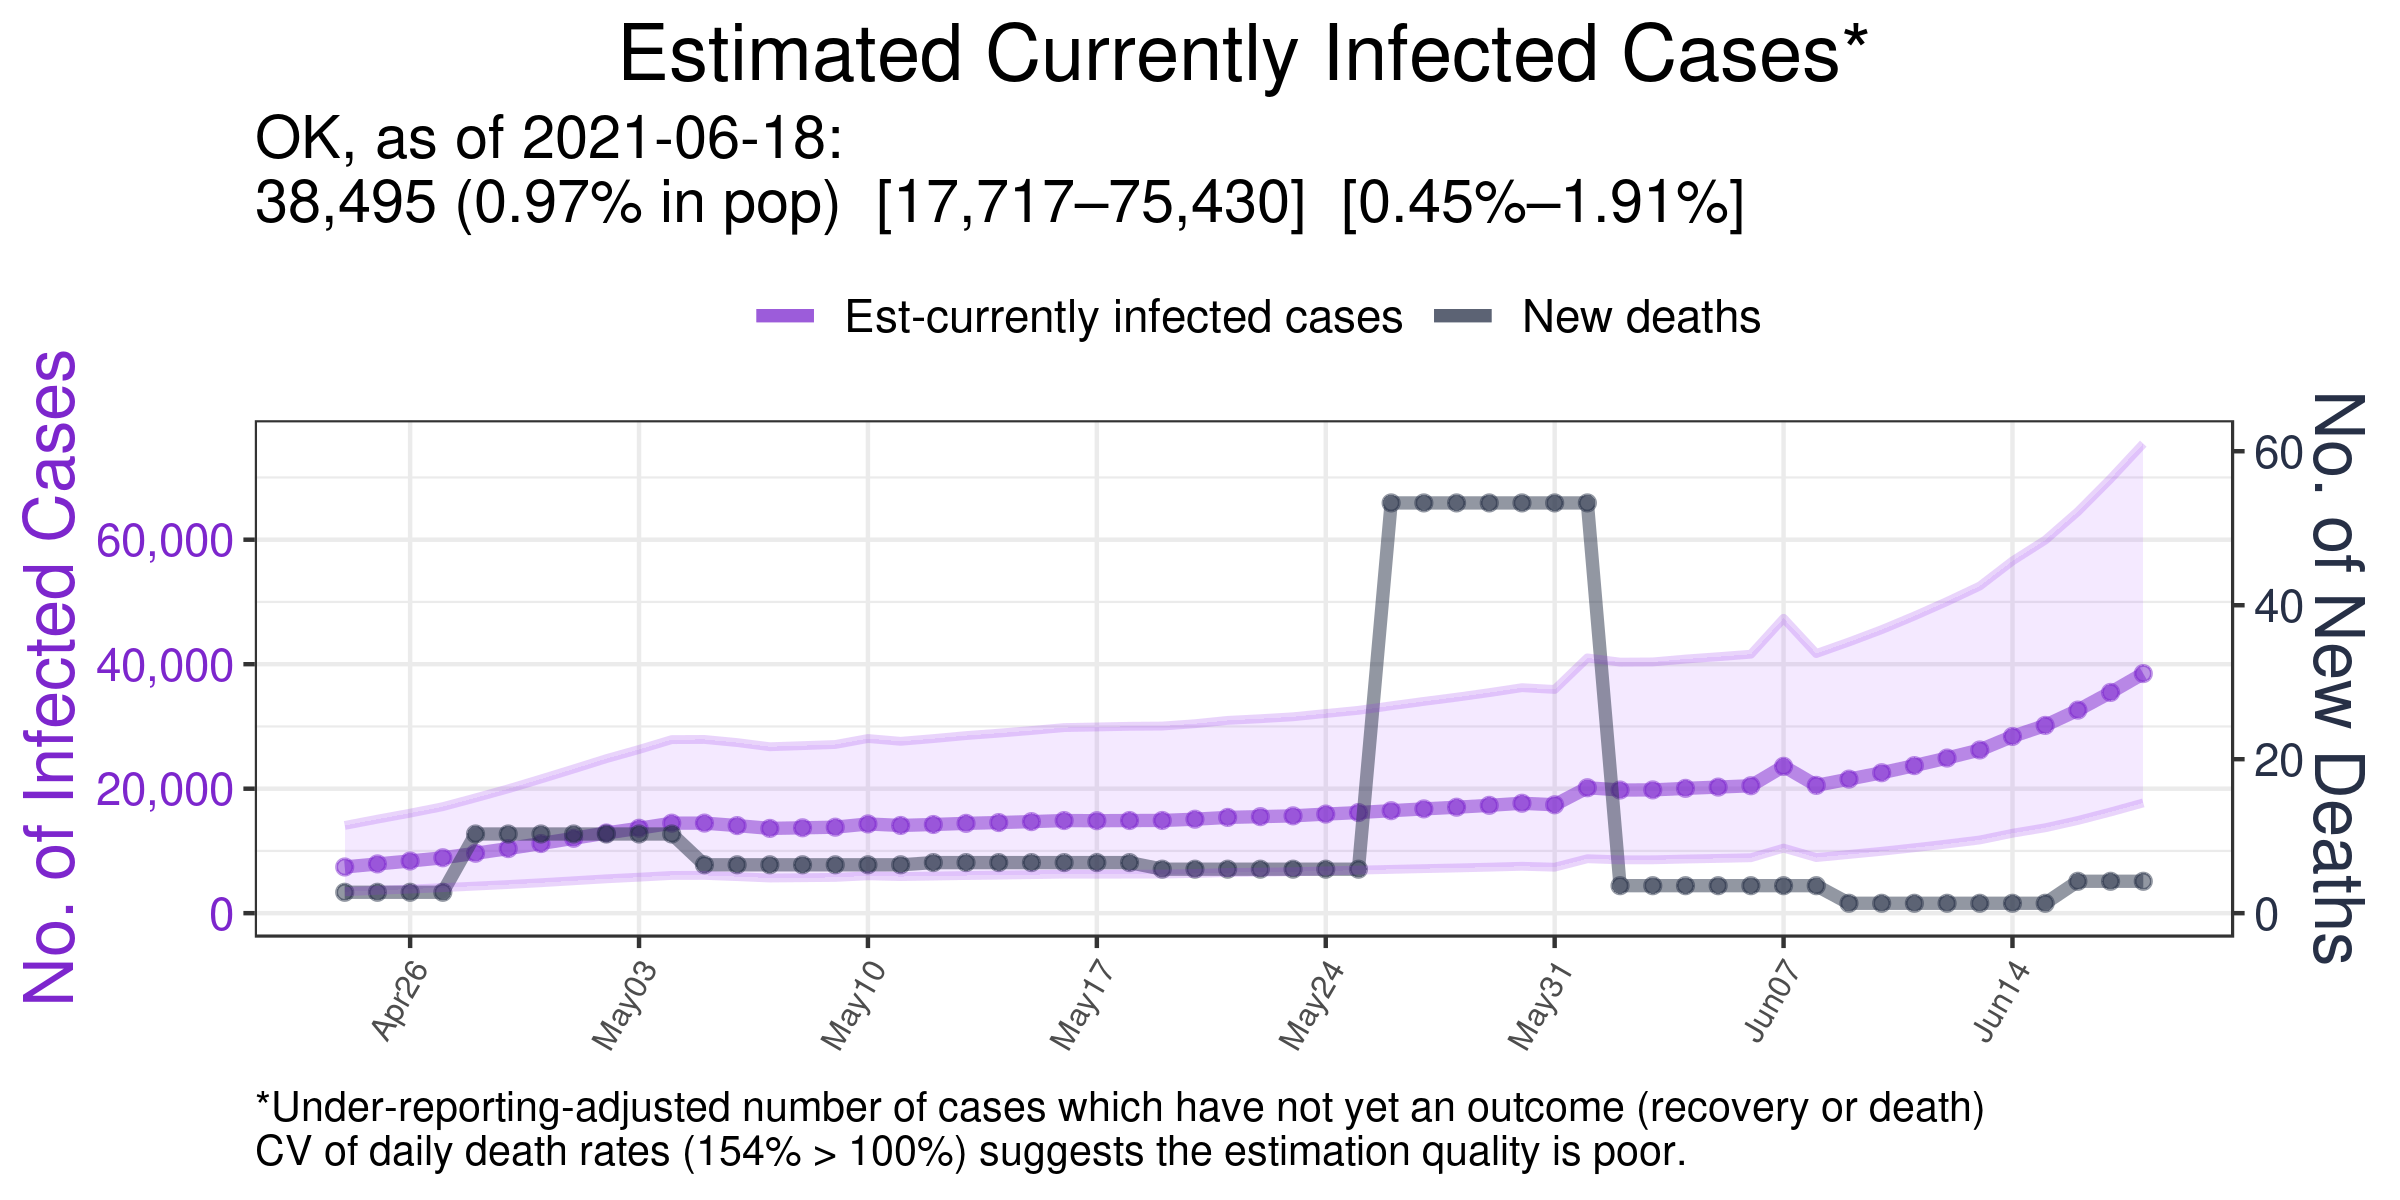 Estimated Currently Infected Cases*
OK, as of 2021-06-18:
38,495 (0.97% in pop)  [17,717–75,430]  [0.45%–1.91%]
Est-currently infected cases
New deaths
No. of Infected Cases
60,000
40,000
20,000
0
60
40
20
0
No. of New Deaths
Apr26
May03
May10
May17
May24
May31
Jun07
Jun14
*Under-reporting-adjusted number of cases which have not yet an outcome (recovery or death)
CV of daily death rates (154% > 100%) suggests the estimation quality is poor.